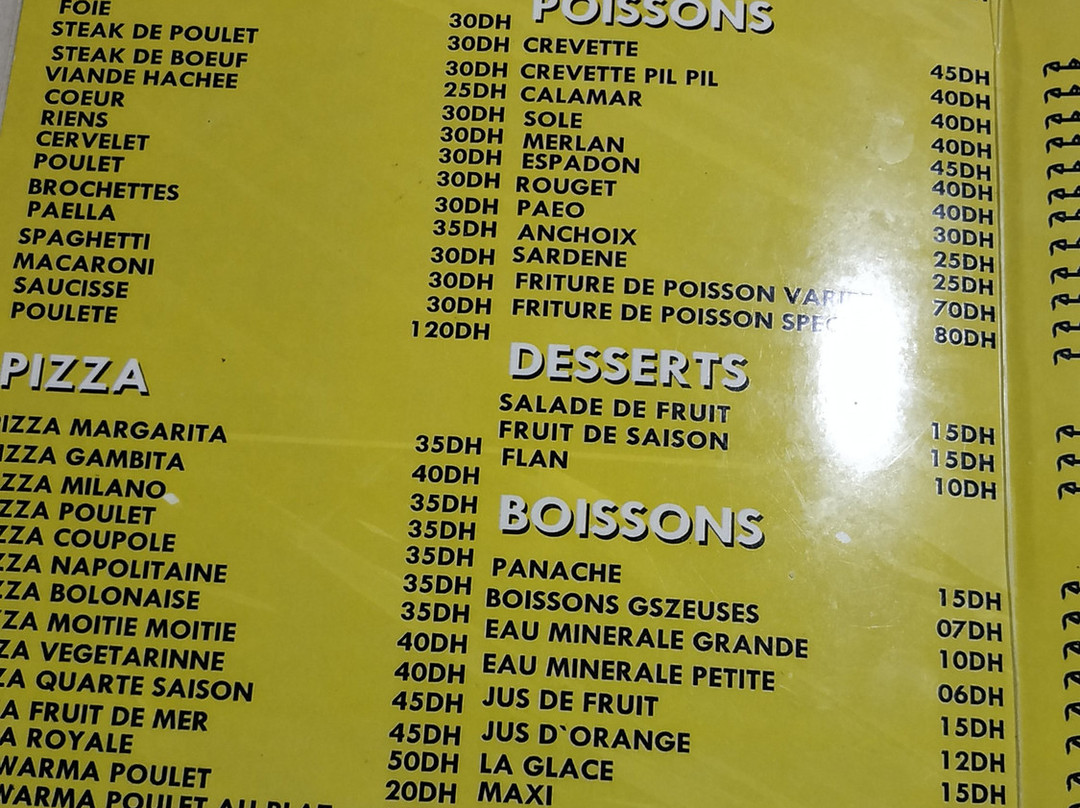 FOIE 30DH
STEAK DE POULET 30DH
STEAK DE BOEUF 30DH
VIANDE HACHEE 25DH
COEUR 30DH
RIENS 30DH
CERVELET 30DH
POULET 30DH
BROCHETTES 30DH
PAELLA 35DH
SPAGHETTI 30DH
MACARONI 30DH
SAUCISSE 30DH
POULETE 120DH
PIZZA
PIZZA MARGARITA 35DH
IZZA GAMBITA 40DH
ZZA MILANO 35DH
ZZA POULET 35DH
ZZA COUPOLE 35DH
ZZA NAPOLITAINE 35DH
ZZA BOLONAISE 35DH
ZZA MOITIE MOITIE 40DH
ZA VEGETARINNE 40DH
ZA QUARTE SAISON 45DH
A FRUIT DE MER 45DH
A ROYALE 50DH
WARMA POULET 20DH
WARMA POULET AU PLAT
POISSONS
CREVETTE 45DH
CREVETTE PIL PIL 40DH
CALAMAR 40DH
SOLE 40DH
MERLAN 45DH
ESPADON 40DH
ROUGET 40DH
PAEO 30DH
ANCHOIX 25DH
SARDENE 25DH
FRITURE DE POISSON 70DH
FRITURE DE POISSON 80DH
DESSERTS
SALADE DE FRUIT 15DH
FRUIT DE SAISON 15DH
FLAN 10DH
BOISSONS
PANACHE 15DH
BOISSONS GSZEUSES 07DH
EAU MINERALE GRANDE 10DH
EAU MINERALE PETITE 06DH
JUS DE FRUIT 15DH
JUS D`ORANGE 12DH
LA GLACE 15DH
MAXI